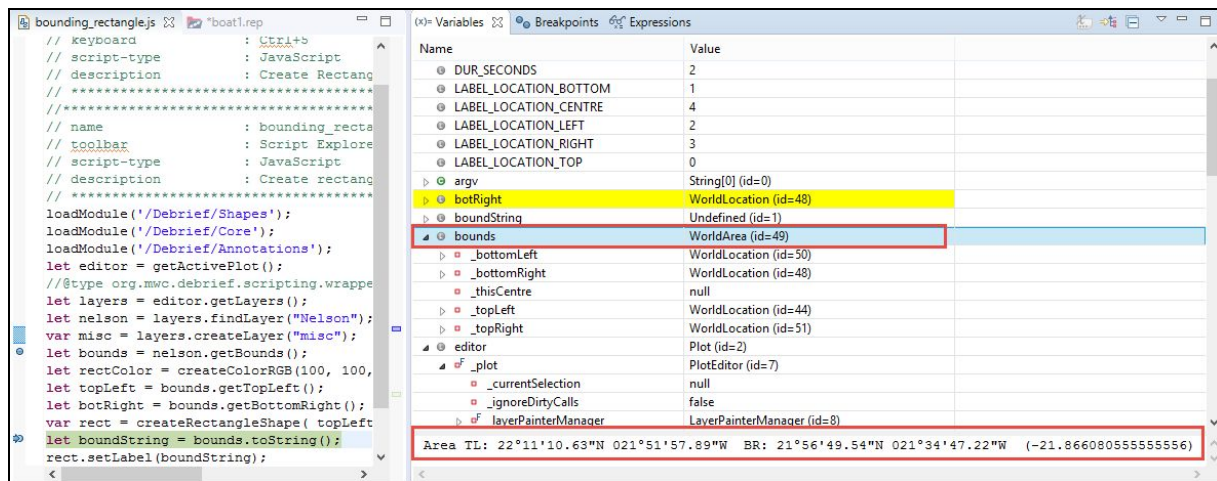 bounding_rectangle.js *boat1.rep
// keyboard : Ctrl+5
// script-type : JavaScript
// description : Create Rectang
// ****************************************
//****************************************
// name : bounding_recta
// toolbar : Script Explore
// script-type : JavaScript
// description : Create rectang
// ****************************************
loadModule('/Debrief/Shapes');
loadModule('/Debrief/Core');
loadModule('/Debrief/Annotations');
let editor = getActivePlot();
//@type org.mwc.debrief.scripting.wrappe
let layers = editor.getLayers();
let nelson = layers.findLayer("Nelson");
var misc = layers.createLayer("misc");
let bounds = nelson.getBounds();
let rectColor = createColorRGB(100, 100,
let topLeft = bounds.getTopLeft();
let botRight = bounds.getBottomRight();
var rect = createRectangleShape( topLeft
let boundString = bounds.toString();
rect.setLabel(boundString);
(x)= Variables Breakpoints Expressions
Name Value
DUR_SECONDS 2
LABEL_LOCATION_BOTTOM 1
LABEL_LOCATION_CENTRE 4
LABEL_LOCATION_LEFT 2
LABEL_LOCATION_RIGHT 3
LABEL_LOCATION_TOP 0
argv String[0] (id=0)
botRight WorldLocation (id=48)
boundString Undefined (id=1)
bounds WorldArea (id=49)
_bottomLeft WorldLocation (id=50)
_bottomRight WorldLocation (id=48)
_thisCentre null
_topLeft WorldLocation (id=44)
_topRight WorldLocation (id=51)
editor Plot (id=2)
_plot PlotEditor (id=7)
_currentSelection null
_ignoreDirtyCalls false
layerPainterManager LayerPainterManager (id=8)
Area TL: 22°11'10.63"N 021°51'57.89"W BR: 21°56'49.54"N 021°34'47.22"W (-21.866080555555556)